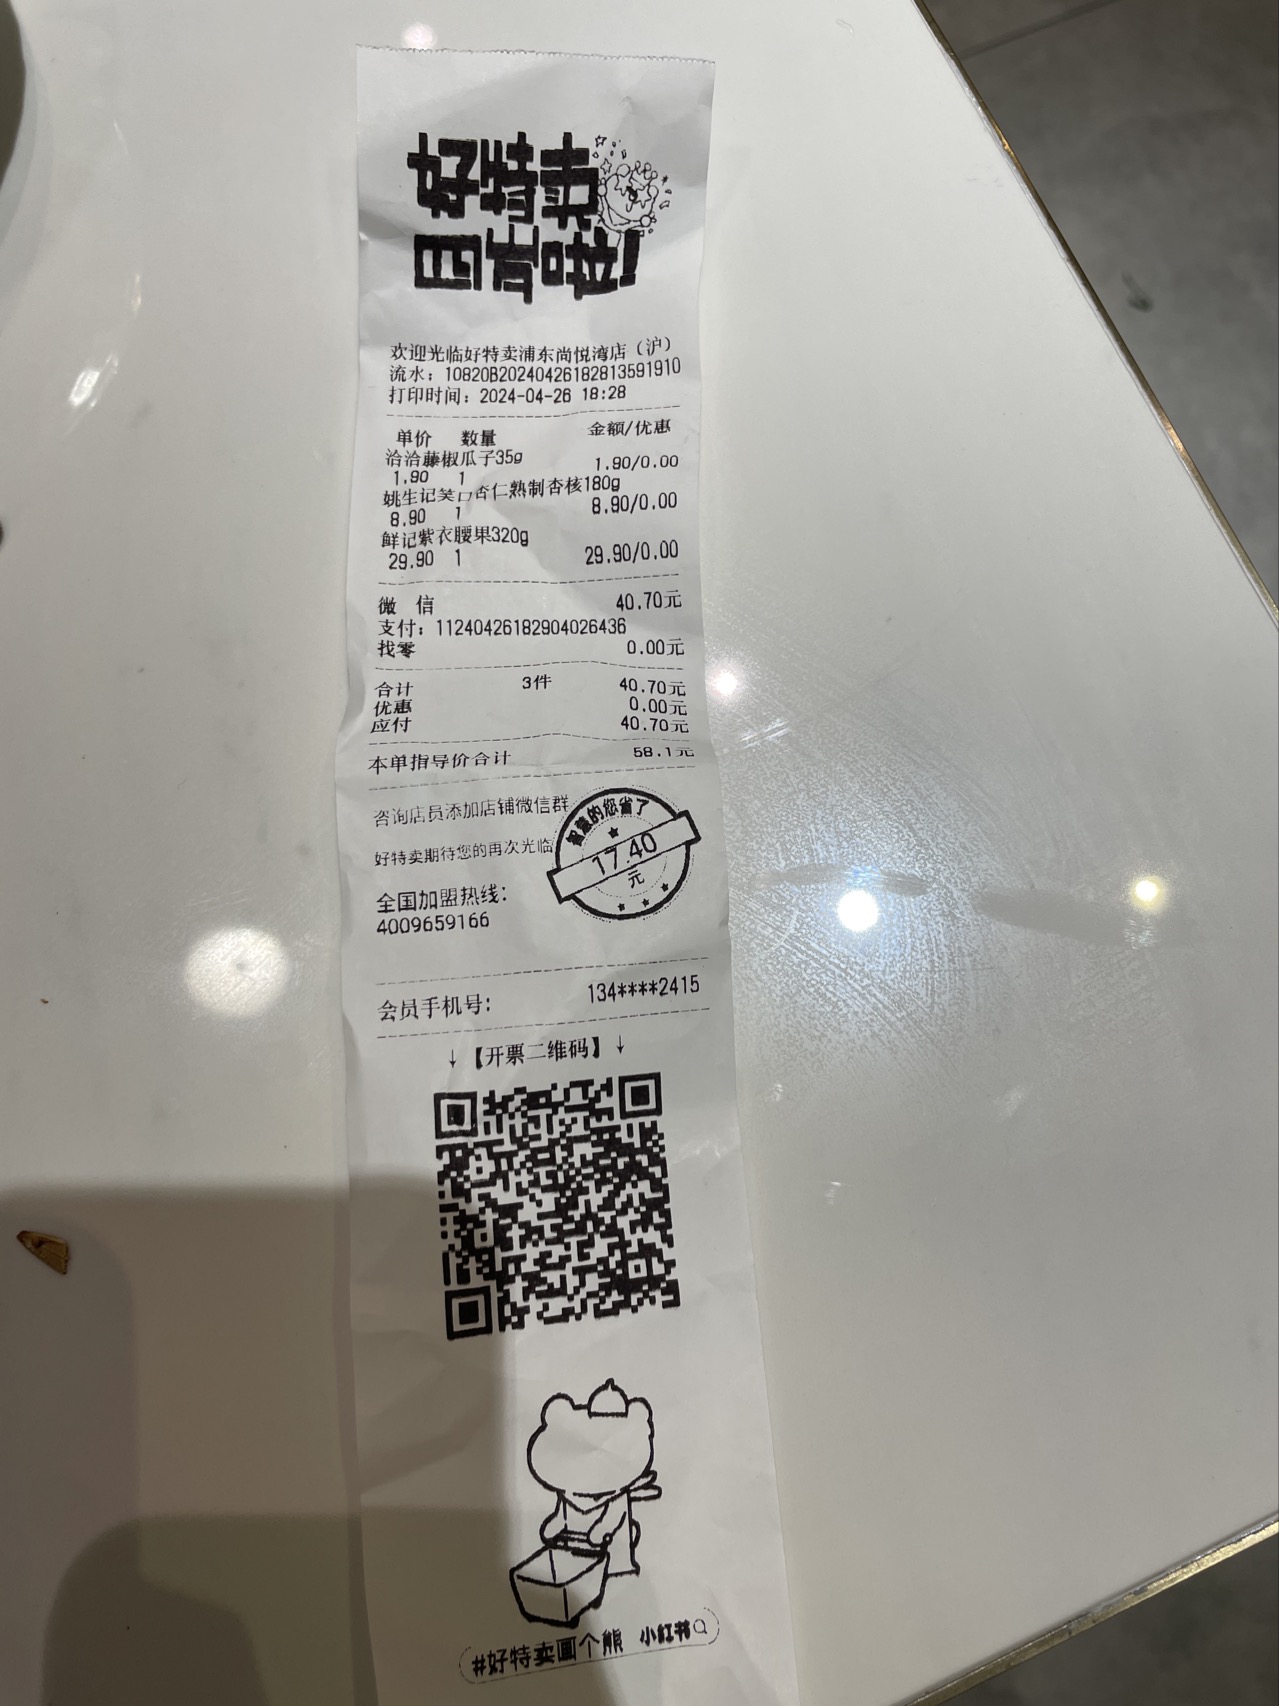 欢迎光临好特卖浦东尚悦湾店（沪）
流水：10820B20240426182813591910
打印时间：2024-04-26 18:28
单价 数量 金额/优惠
洽洽藤椒瓜子35g
1.90 1 1.90/0.00
姚生记笑口杏仁熟制杏核180g
8.90 1 8.90/0.00
鲜记紫衣腰果320g
29.90 1 29.90/0.00
微 信 40.70元
支付：11240426182904026436
找零 0.00元
合计 3件 40.70元
优惠 0.00元
应付 40.70元
本单指导价合计 58.1元
咨询店员添加店铺微信群
好特卖期待您的再次光临
智慧的您省了
17.40
元
全国加盟热线：
4009659166
会员手机号： 134****2415
↓【开票二维码】↓
#好特卖画个熊 小红书